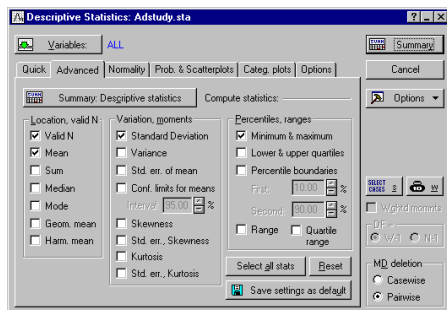 Descriptive Statistics: Adstudy.sta
Variables: ALL
Summary
Cancel
Options
Quick Advanced Normality Prob. & Scatterplots Categ. plots Options
Summary: Descriptive statistics Compute statistics:
Location, valid N
Valid N
Mean
Sum
Median
Mode
Geom. mean
Harm. mean
Variation, moments
Standard Deviation
Variance
Std. err. of mean
Conf. limits for means
Interval: 95.00 %
Skewness
Std. err., Skewness
Kurtosis
Std. err., Kurtosis
Percentiles, ranges
Minimum & maximum
Lower & upper quartiles
Percentile boundaries
First: 10.00 %
Second: 90.00 %
Range
Quartile range
Select all stats Reset
Save settings as default
SELECT CASES S W
Wghtd momnts
DF =
W-1 N-1
MD deletion
Casewise
Pairwise